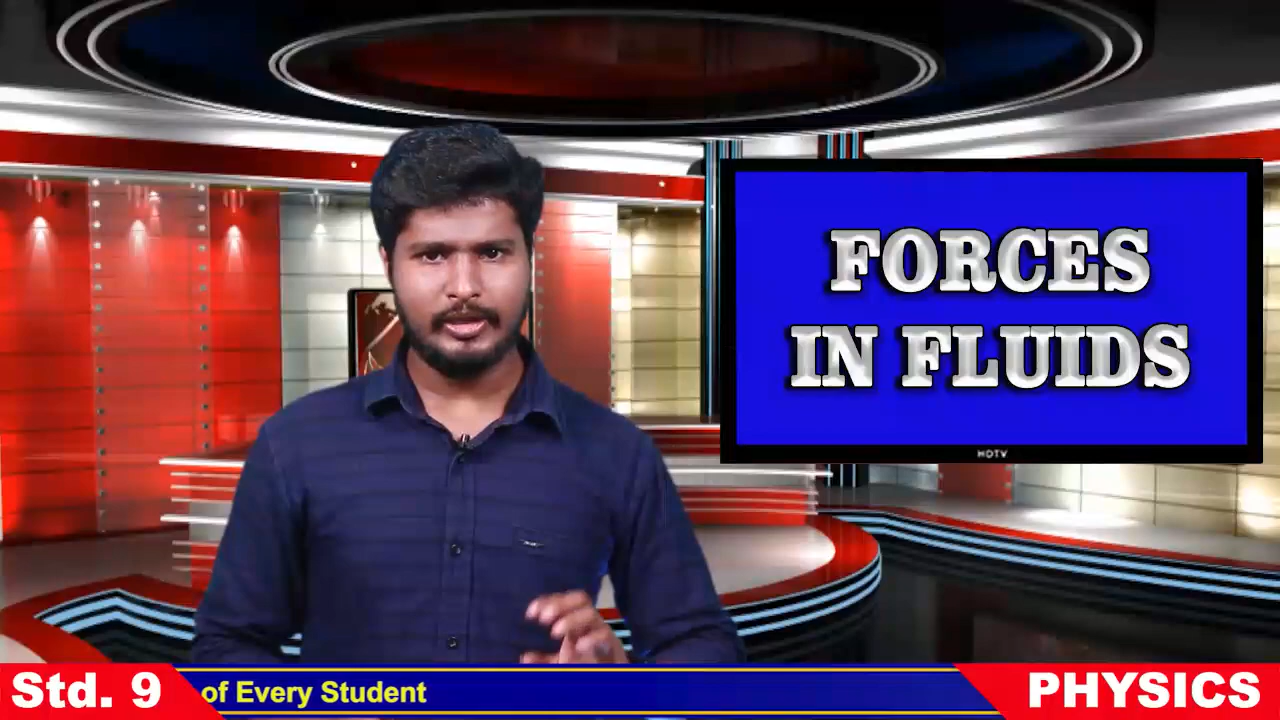 FORCES
IN FLUIDS
HDTV
Std. 9
of Every Student
PHYSICS